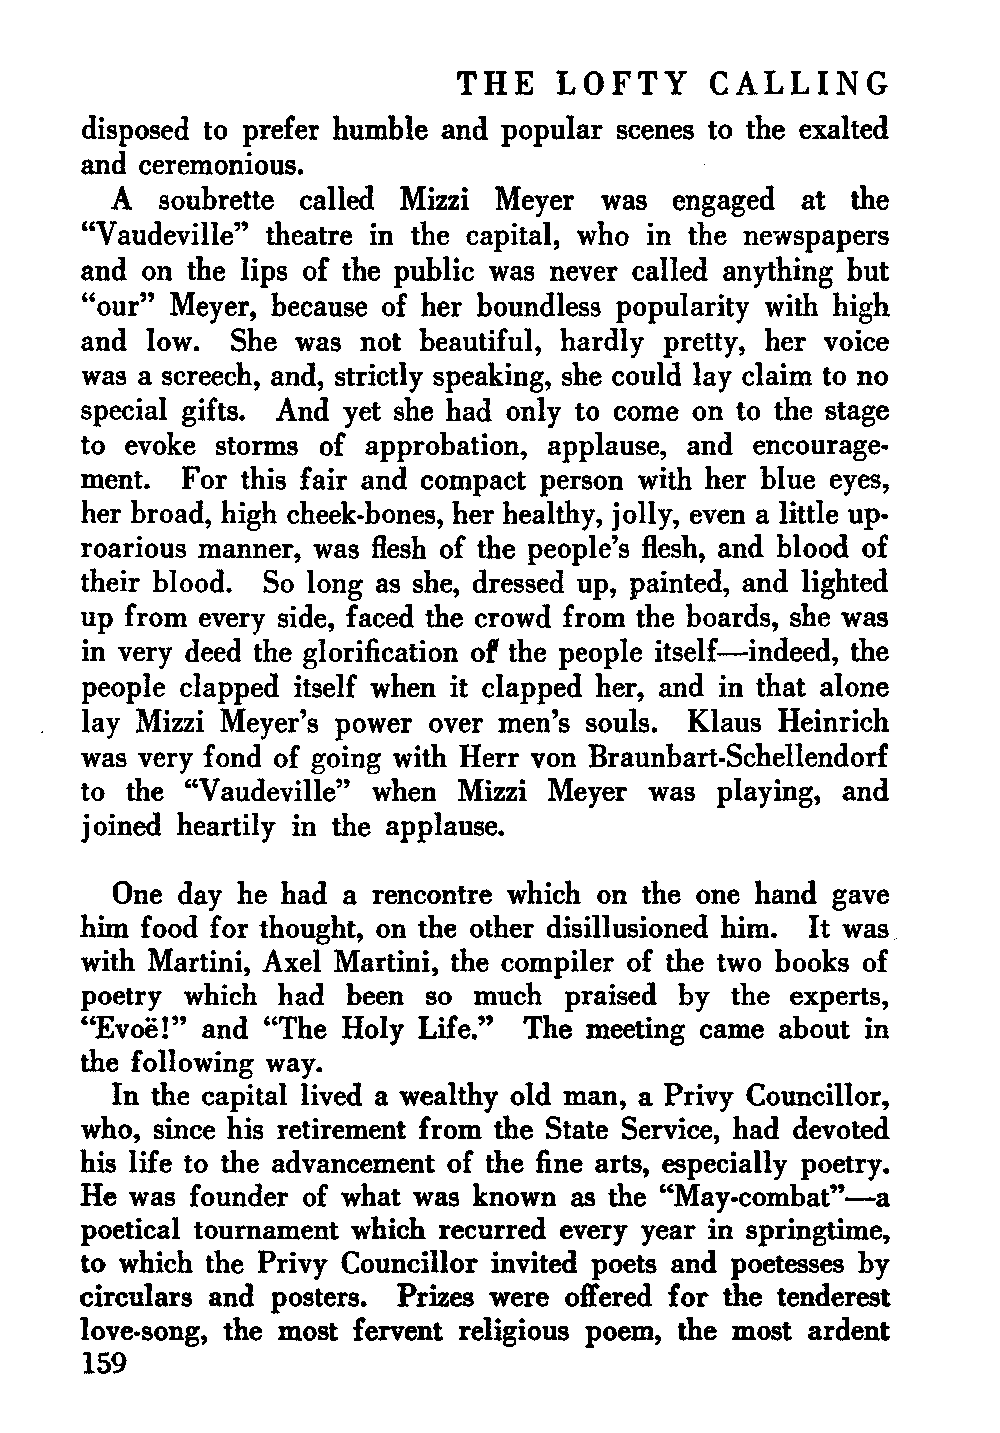 THE LOFTY CALLING
disposed to prefer humble and popular scenes to the exalted
and ceremonious.
A soubrette called Mizzi Meyer was engaged at the
“Vaudeville” theatre in the capital, who in the newspapers
and on the lips of the public was never called anything but
“our” Meyer, because of her boundless popularity with high
and low. She was not beautiful, hardly pretty, her voice
was a screech, and, strictly speaking, she could lay claim to no
special gifts. And yet she had only to come on to the stage
to evoke storms of approbation, applause, and encourage-
ment. For this fair and compact person with her blue eyes,
her broad, high cheek-bones, her healthy, jolly, even a little up-
roarious manner, was flesh of the people’s flesh, and blood of
their blood. So long as she, dressed up, painted, and lighted
up from every side, faced the crowd from the boards, she was
in very deed the glorification of the people itself—indeed, the
people clapped itself when it clapped her, and in that alone
lay Mizzi Meyer’s power over men’s souls. Klaus Heinrich
was very fond of going with Herr von Braunbart-Schellendorf
to the “Vaudeville” when Mizzi Meyer was playing, and
joined heartily in the applause.
One day he had a rencontre which on the one hand gave
him food for thought, on the other disillusioned him. It was
with Martini, Axel Martini, the compiler of the two books of
poetry which had been so much praised by the experts,
“Evoë!” and “The Holy Life.” The meeting came about in
the following way.
In the capital lived a wealthy old man, a Privy Councillor,
who, since his retirement from the State Service, had devoted
his life to the advancement of the fine arts, especially poetry.
He was founder of what was known as the “May-combat”—a
poetical tournament which recurred every year in springtime,
to which the Privy Councillor invited poets and poetesses by
circulars and posters. Prizes were offered for the tenderest
love-song, the most fervent religious poem, the most ardent
159